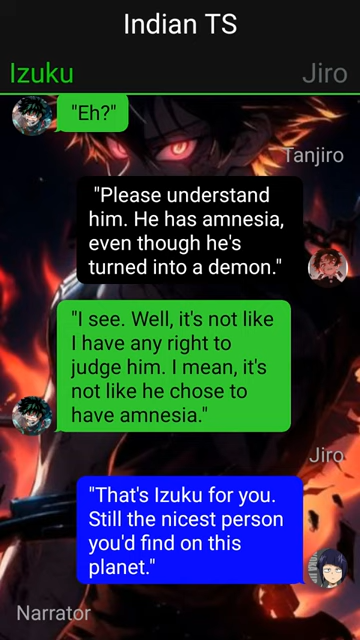 Indian TS
Izuku
Jiro
"Eh?"
Tanjiro
"Please understand
him. He has amnesia,
even though he's
turned into a demon."
"I see. Well, it's not like
I have any right to
judge him. I mean, it's
not like he chose to
have amnesia."
Jiro
"That's Izuku for you.
Still the nicest person
you'd find on this
planet."
Narrator